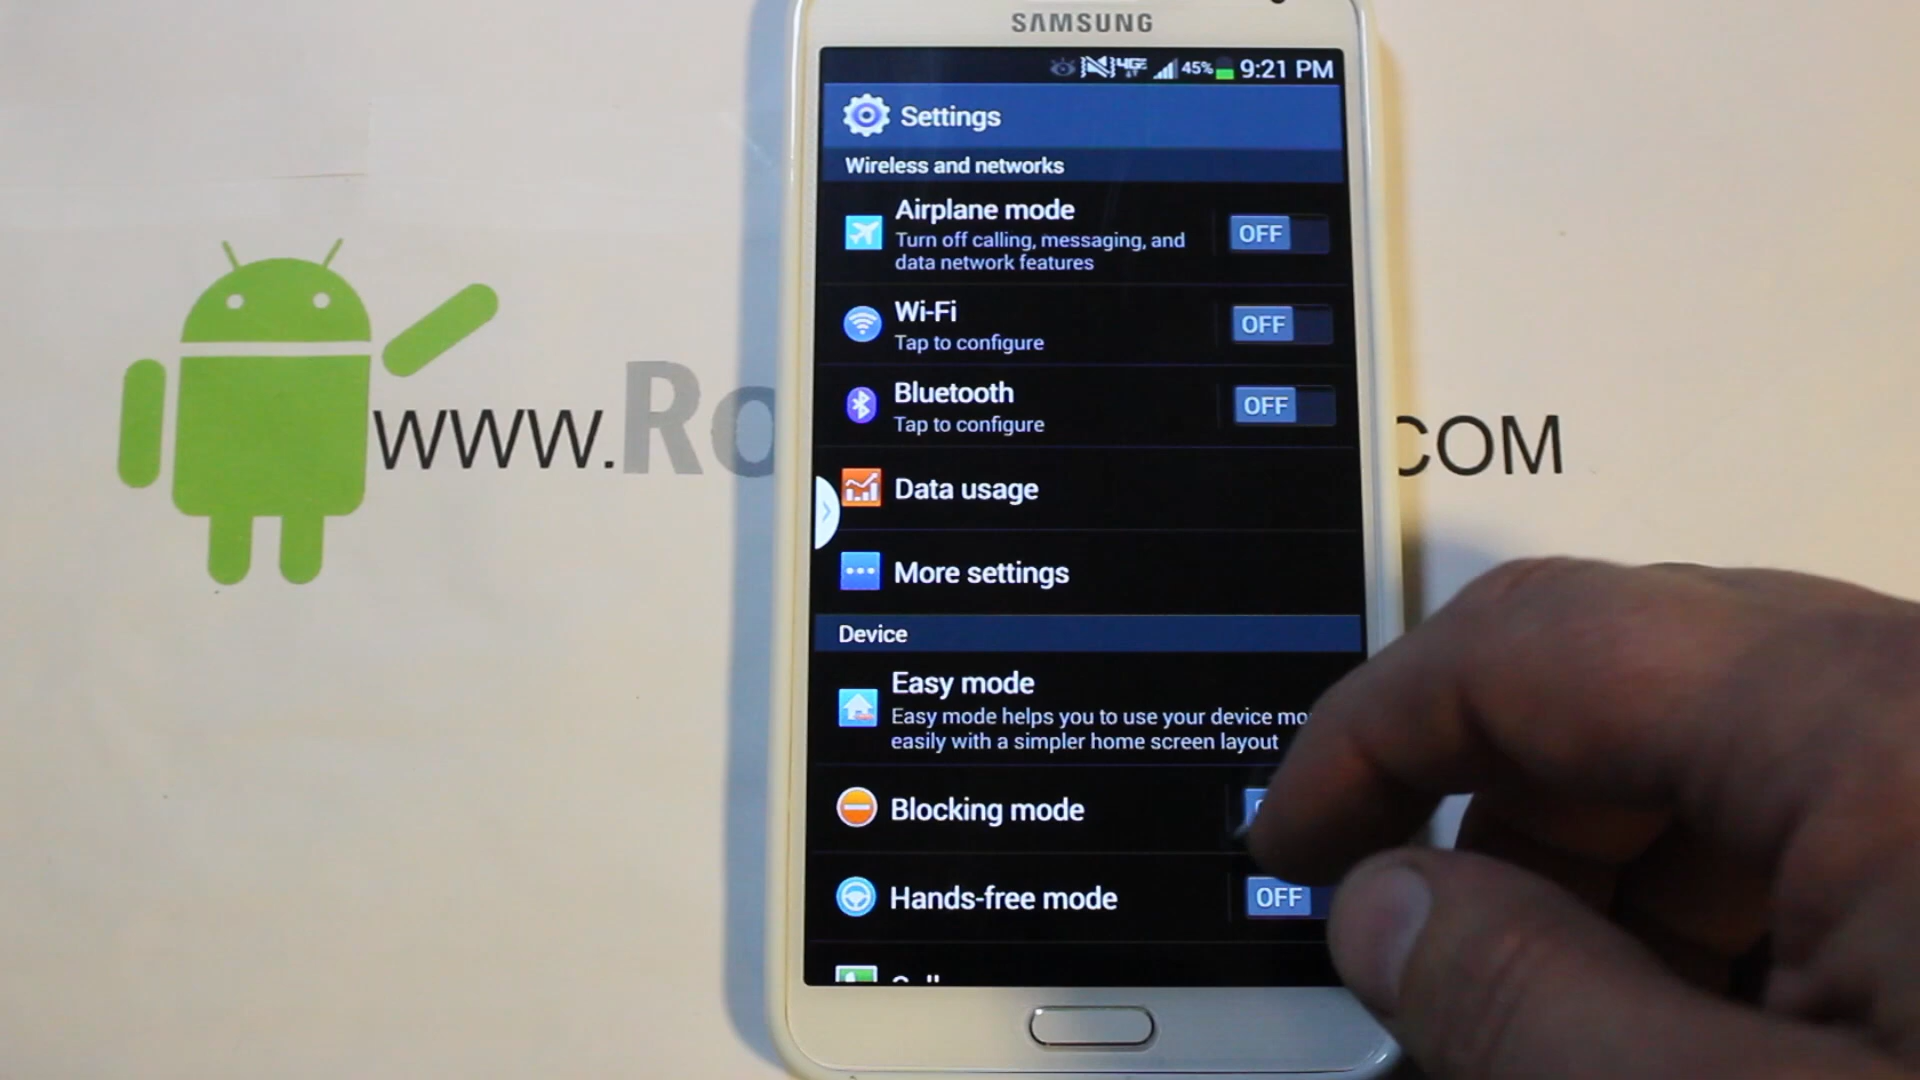 SAMSUNG
45% 9:21 PM
Settings
Wireless and networks
Airplane mode
Turn off calling, messaging, and
data network features
OFF
Wi-Fi
Tap to configure
OFF
Bluetooth
Tap to configure
OFF
www.Ro
COM
Data usage
More settings
Device
Easy mode
Easy mode helps you to use your device mo
easily with a simpler home screen layout
Blocking mode
Hands-free mode
OFF